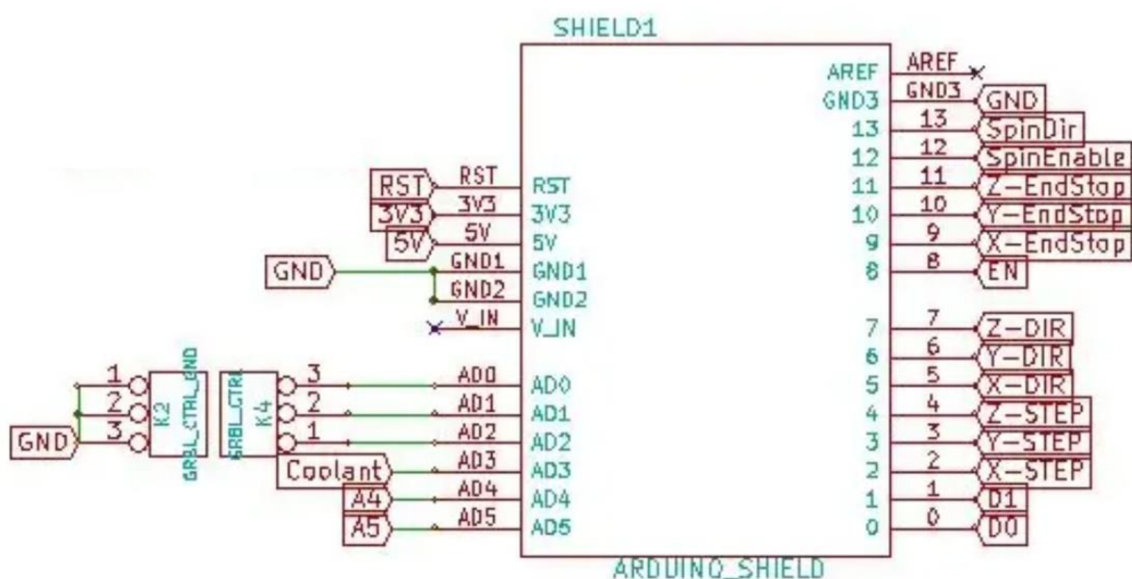 SHIELD1
AREF AREF
GND3 GND3 GND
13 13 SpinDir
12 12 SpinEnable
RST RST RST 11 11 Z-EndStop
3V3 3V3 3V3 10 10 Y-EndStop
5V 5V 5V 9 9 X-EndStop
GND GND1 GND1 8 8 EN
GND2 GND2
V_IN V_IN 7 7 Z-DIR
6 6 Y-DIR
1 3 AD0 AD0 5 5 X-DIR
2 K2 GRBL_CTRL_GND GRBL_CTRL K4 2 AD1 AD1 4 4 Z-STEP
GND 3 1 AD2 AD2 3 3 Y-STEP
Coolant AD3 AD3 2 2 X-STEP
A4 AD4 AD4 1 1 D1
A5 AD5 AD5 0 0 D0
ARDUINO_SHIELD